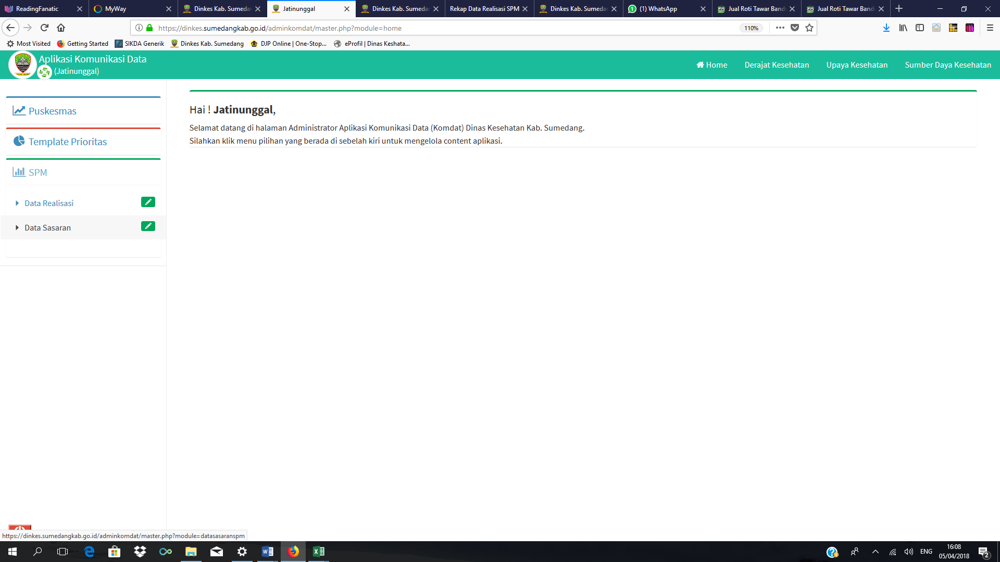 ReadingFanatic
MyWay
Dinkes Kab. Sumeda
Jatinunggal
Dinkes Kab. Sumeda
Rekap Data Realisasi SPM
Dinkes Kab. Sumeda
(1) WhatsApp
Jual Roti Tawar Band
Jual Roti Tawar Band
https://dinkes.sumedangkab.go.id/adminkomdat/master.php?module=home
110%
Most Visited
Getting Started
SIKDA Generik
Dinkes Kab. Sumedang
DJP Online | One-Stop...
eProfil | Dinas Keshata...
Aplikasi Komunikasi Data
(Jatinunggal)
Home
Derajat Kesehatan
Upaya Kesehatan
Sumber Daya Kesehatan
Puskesmas
Template Prioritas
SPM
Data Realisasi
Data Sasaran
Hai ! Jatinunggal,
Selamat datang di halaman Administrator Aplikasi Komunikasi Data (Komdat) Dinas Kesehatan Kab. Sumedang.
Silahkan klik menu pilihan yang berada di sebelah kiri untuk mengelola content aplikasi.
https://dinkes.sumedangkab.go.id/adminkomdat/master.php?module=datasasaranspm
ENG
16:08
05/04/2018
2